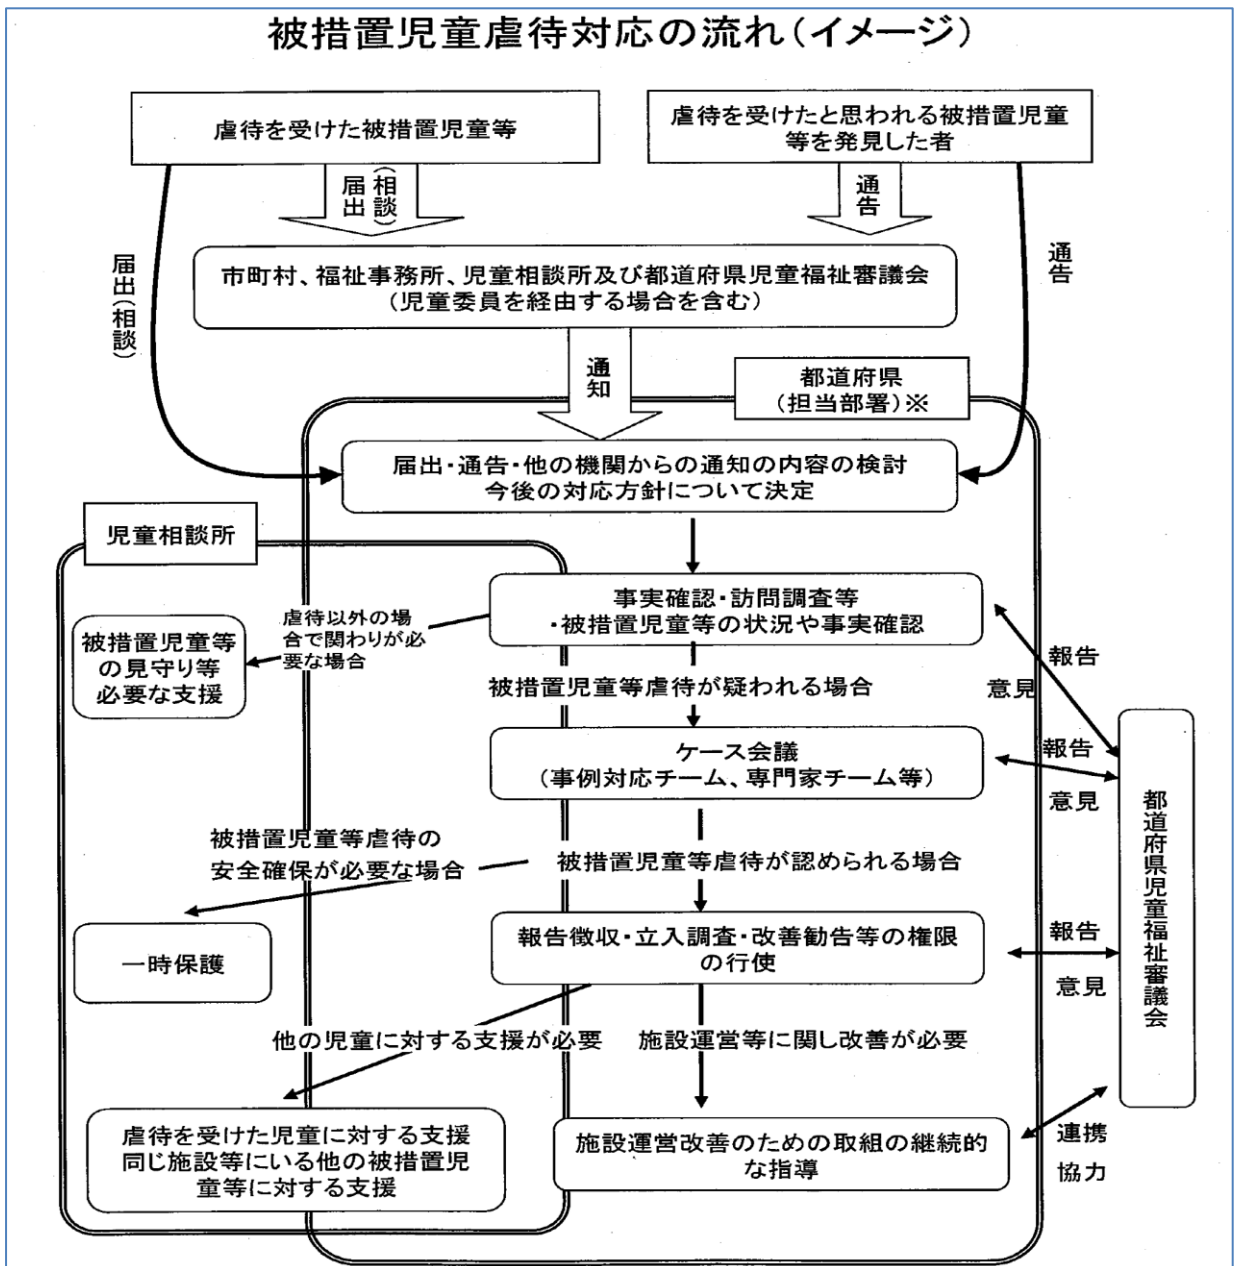 被措置児童虐待対応の流れ(イメージ)
虐待を受けた被措置児童等
虐待を受けたと思われる被措置児童
等を発見した者
届出(相談)
通告
届出(相談)
通告
市町村、福祉事務所、児童相談所及び都道府県児童福祉審議会
(児童委員を経由する場合を含む)
通知
都道府県
(担当部署)※
届出・通告・他の機関からの通知の内容の検討
今後の対応方針について決定
児童相談所
事実確認・訪問調査等
・被措置児童等の状況や事実確認
虐待以外の場
合で関わりが必
要な場合
被措置児童等
の見守り等
必要な支援
報告
意見
被措置児童等虐待が疑われる場合
ケース会議
(事例対応チーム、専門家チーム等)
報告
意見
都道府県児童福祉審議会
被措置児童等虐待の
安全確保が必要な場合
被措置児童等虐待が認められる場合
一時保護
報告徴収・立入調査・改善勧告等の権限
の行使
報告
意見
他の児童に対する支援が必要
施設運営等に関し改善が必要
虐待を受けた児童に対する支援
同じ施設等にいる他の被措置児
童等に対する支援
施設運営改善のための取組の継続的
な指導
連携
協力